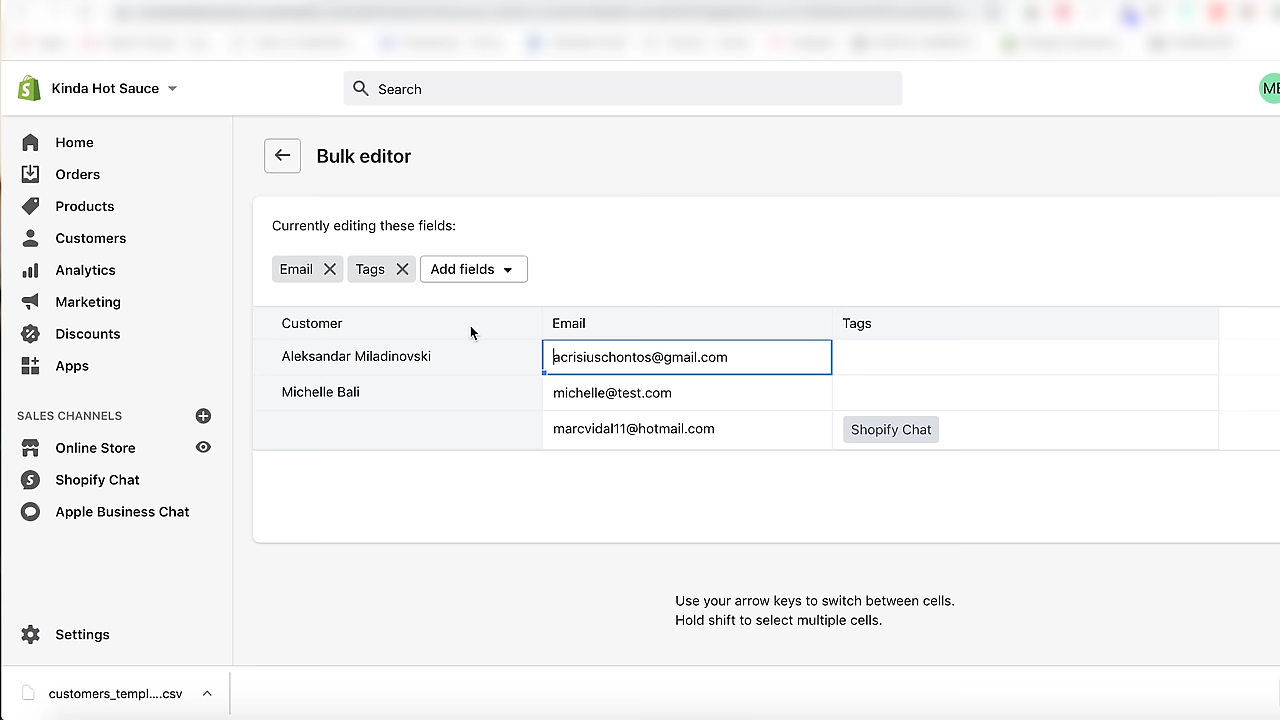 Kinda Hot Sauce
Search
ME
Home
Orders
Products
Customers
Analytics
Marketing
Discounts
Apps
SALES CHANNELS
Online Store
Shopify Chat
Apple Business Chat
Settings
Bulk editor
Currently editing these fields:
Email Tags Add fields
Customer Email Tags
Aleksandar Miladinovski acrisiuschontos@gmail.com
Michelle Bali michelle@test.com
marcvidal11@hotmail.com Shopify Chat
Use your arrow keys to switch between cells.
Hold shift to select multiple cells.
customers_templ....csv